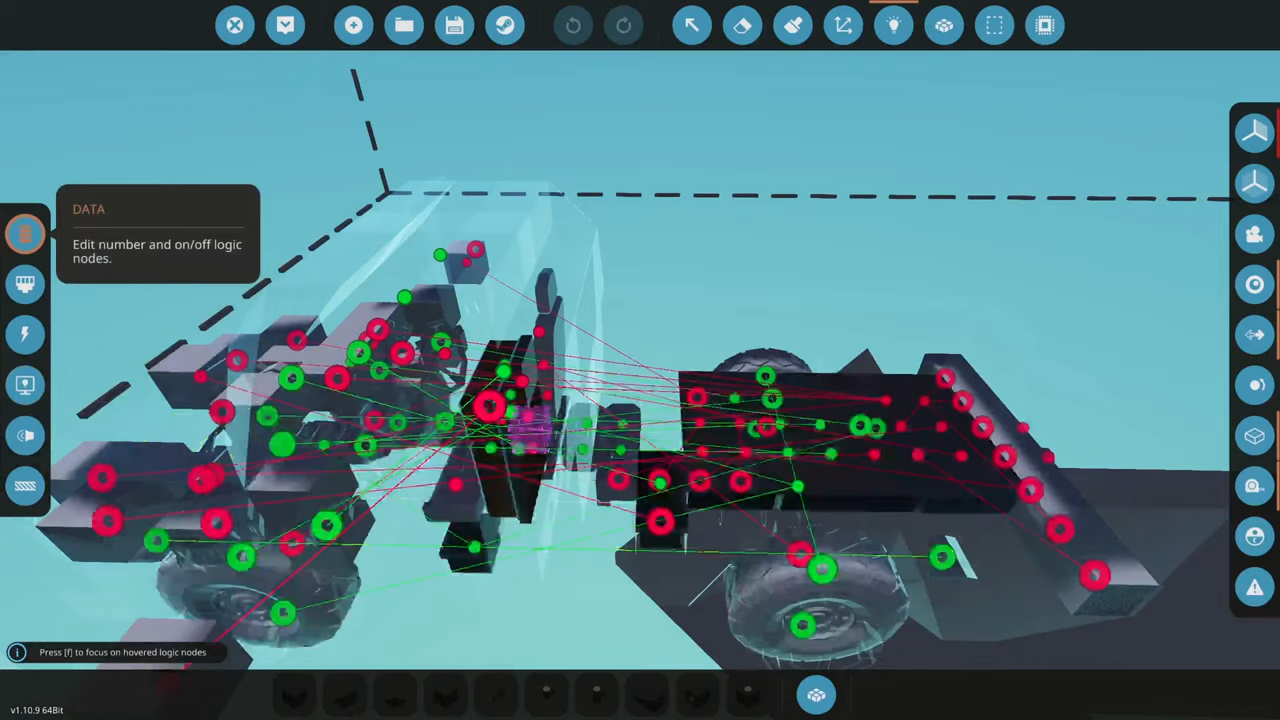 DATA
Edit number and on/off logic
nodes.
Press [f] to focus on hovered logic nodes
v1.10.9 64Bit